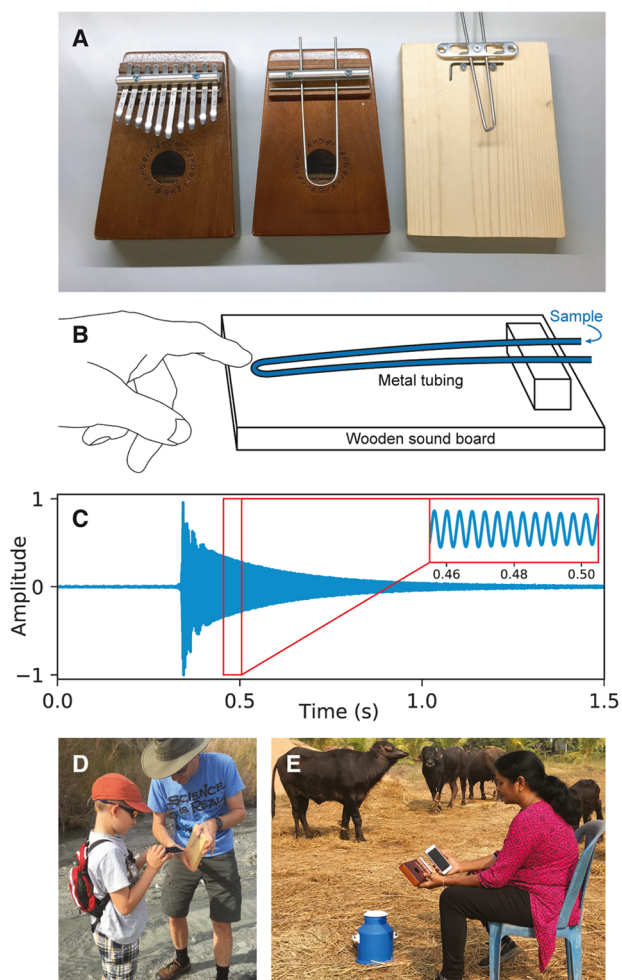 A
B
Sample
Metal tubing
Wooden sound board
C
Amplitude
1
0
−1
0.46 0.48 0.50
0.0 0.5 1.0 1.5
Time (s)
D
SCIENCE
IS REAL
E